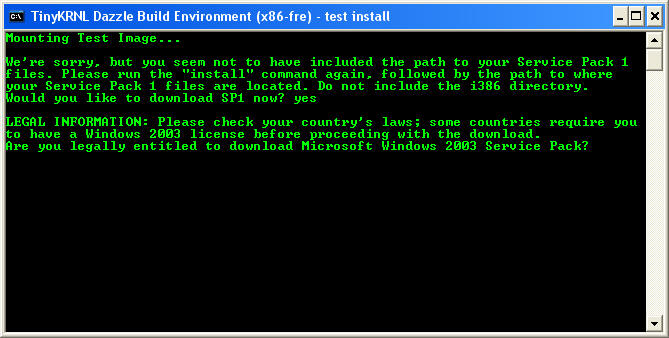 TinyKRNL Dazzle Build Environment (x86-fre) - test install
Mounting Test Image...
We're sorry, but you seem not to have included the path to your Service Pack 1
files. Please run the "install" command again, followed by the path to where
your Service Pack 1 files are located. Do not include the i386 directory.
Would you like to download SP1 now? yes
LEGAL INFORMATION: Please check your country's laws; some countries require you
to have a Windows 2003 license before proceeding with the download.
Are you legally entitled to download Microsoft Windows 2003 Service Pack?